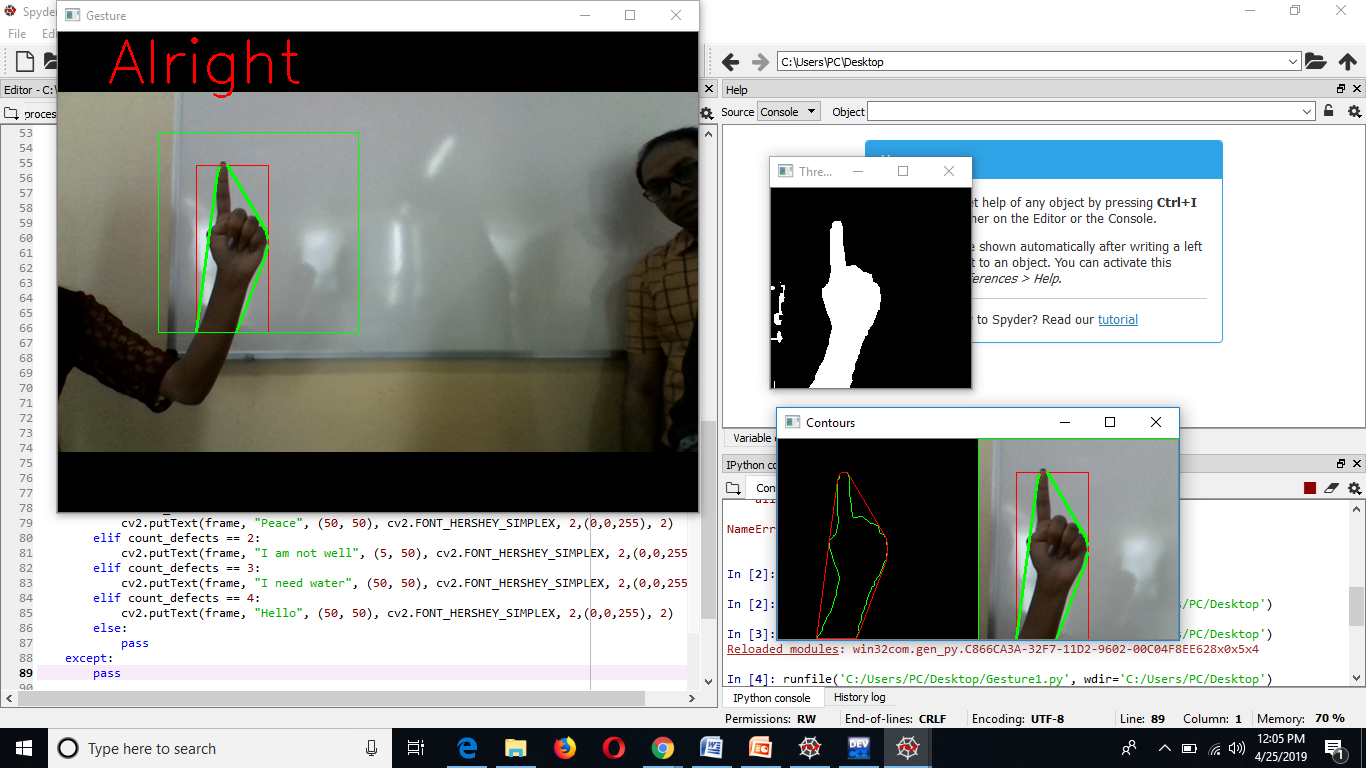 Spyder
Gesture
File
C:\Users\PC\Desktop
Alright
Editor - C:\
Help
Source Console Object
53
54
55
56
57
58
59
60
61
62
63
64
65
66
67
68
69
70
71
72
73
74
75
76
77
78
79 cv2.putText(frame, "Peace", (50, 50), cv2.FONT_HERSHEY_SIMPLEX, 2,(0,0,255), 2)
80 elif count_defects == 2:
81 cv2.putText(frame, "I am not well", (5, 50), cv2.FONT_HERSHEY_SIMPLEX, 2,(0,0,255
82 elif count_defects == 3:
83 cv2.putText(frame, "I need water", (50, 50), cv2.FONT_HERSHEY_SIMPLEX, 2,(0,0,255
84 elif count_defects == 4:
85 cv2.putText(frame, "Hello", (50, 50), cv2.FONT_HERSHEY_SIMPLEX, 2,(0,0,255), 2)
86 else:
87 pass
88 except:
89 pass
90
Thre...
help of any object by pressing Ctrl+I
on the Editor or the Console.
shown automatically after writing a left
to an object. You can activate this
> Help.
to Spyder? Read our tutorial
Variable
Contours
IPython
NameErr
In [2]:
In [2]: /PC/Desktop')
In [3]: /PC/Desktop')
Reloaded modules: win32com.gen_py.C866CA3A-32F7-11D2-9602-00C04F8EE628x0x5x4
In [4]: runfile('C:/Users/PC/Desktop/Gesture1.py', wdir='C:/Users/PC/Desktop')
IPython console History log
Permissions: RW End-of-lines: CRLF Encoding: UTF-8 Line: 89 Column: 1 Memory: 70 %
Type here to search
DEV
12:05 PM
4/25/2019
1